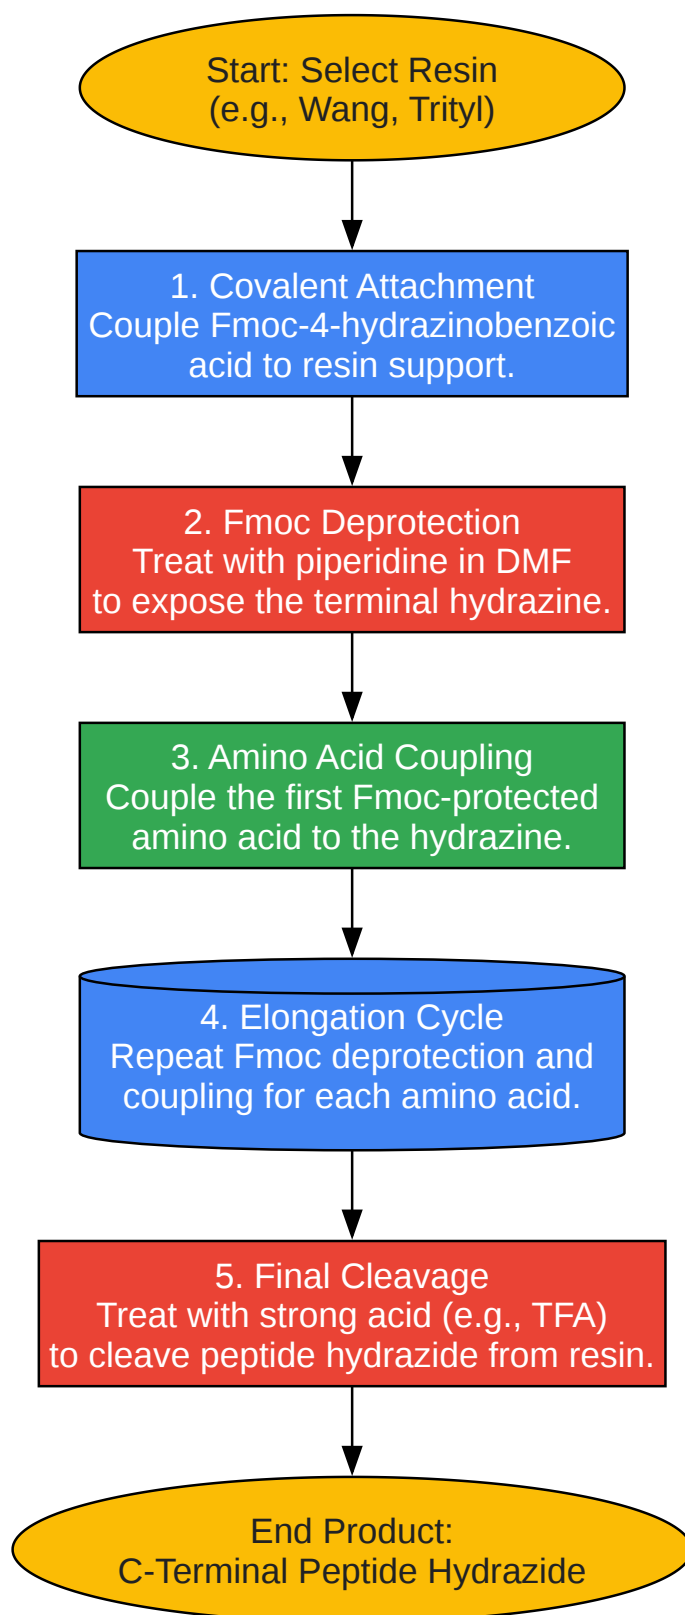 Start: Select Resin
(e.g., Wang, Trityl)
1. Covalent Attachment
Couple Fmoc-4-hydrazinobenzoic
acid to resin support.
2. Fmoc Deprotection
Treat with piperidine in DMF
to expose the terminal hydrazine.
3. Amino Acid Coupling
Couple the first Fmoc-protected
amino acid to the hydrazine.
4. Elongation Cycle
Repeat Fmoc deprotection and
coupling for each amino acid.
5. Final Cleavage
Treat with strong acid (e.g., TFA)
to cleave peptide hydrazide from resin.
End Product:
C-Terminal Peptide Hydrazide